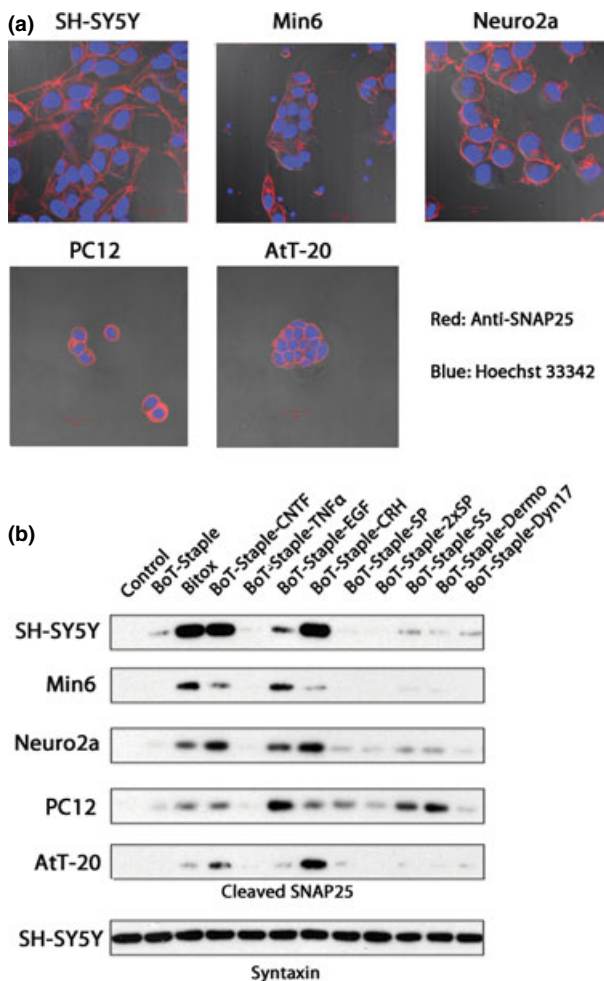 (a)
SH-SY5Y Min6 Neuro2a
PC12 AtT-20
Red: Anti-SNAP25
Blue: Hoechst 33342
(b)
Control
BoT-Staple
Bitox
BoT-Staple-CNTF
BoT-Staple-TNFα
BoT-Staple-EGF
BoT-Staple-CRH
BoT-Staple-SP
BoT-Staple-2xSP
BoT-Staple-SS
BoT-Staple-Dermo
BoT-Staple-Dyn17
SH-SY5Y
Min6
Neuro2a
PC12
AtT-20
Cleaved SNAP25
SH-SY5Y
Syntaxin